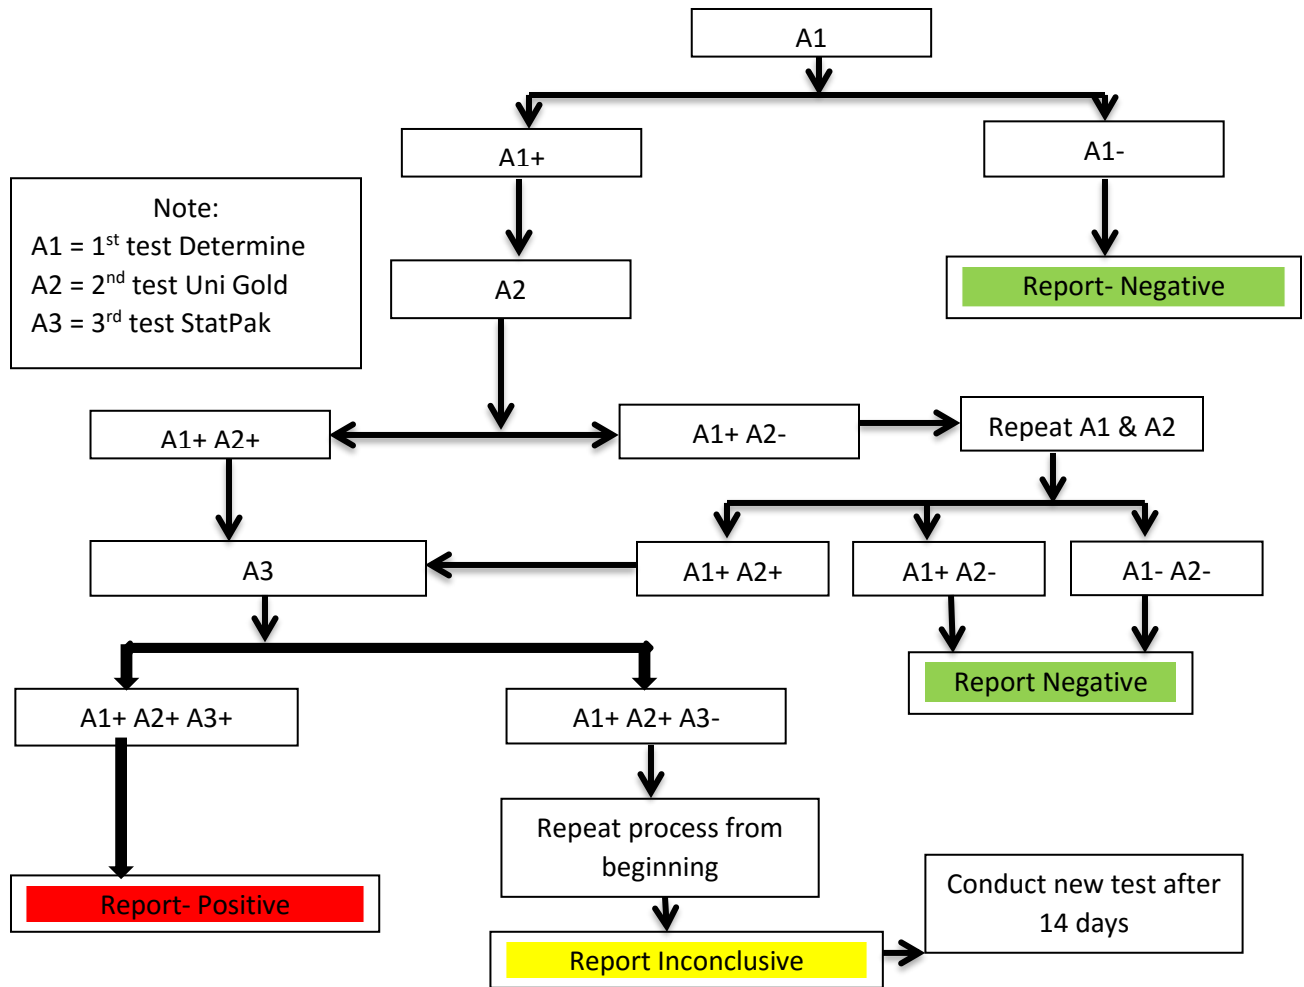 A1
A1+
A1-
Note:
A1 = 1st test Determine
A2 = 2nd test Uni Gold
A3 = 3rd test StatPak
A2
Report- Negative
A1+ A2+
A1+ A2-
Repeat A1 & A2
A3
A1+ A2+
A1+ A2-
A1- A2-
Report Negative
A1+ A2+ A3+
A1+ A2+ A3-
Repeat process from
beginning
Report- Positive
Report Inconclusive
Conduct new test after
14 days